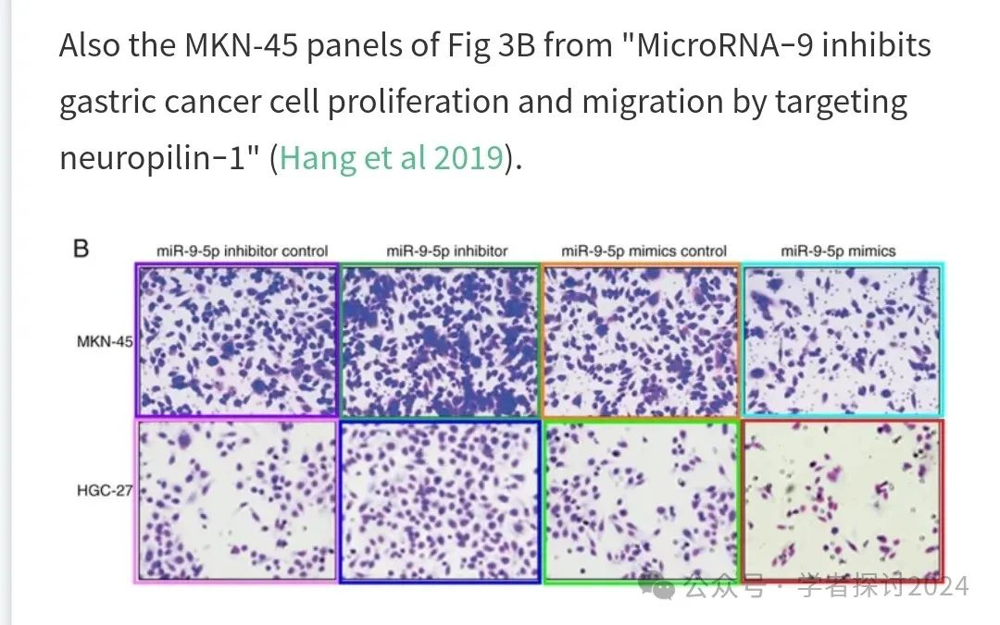 Also the MKN-45 panels of Fig 3B from "MicroRNA−9 inhibits
gastric cancer cell proliferation and migration by targeting
neuropilin−1" (Hang et al 2019).
B
miR-9-5p inhibitor control miR-9-5p inhibitor miR-9-5p mimics control miR-9-5p mimics
MKN-45
HGC-27
公众号 · 学者探讨2024